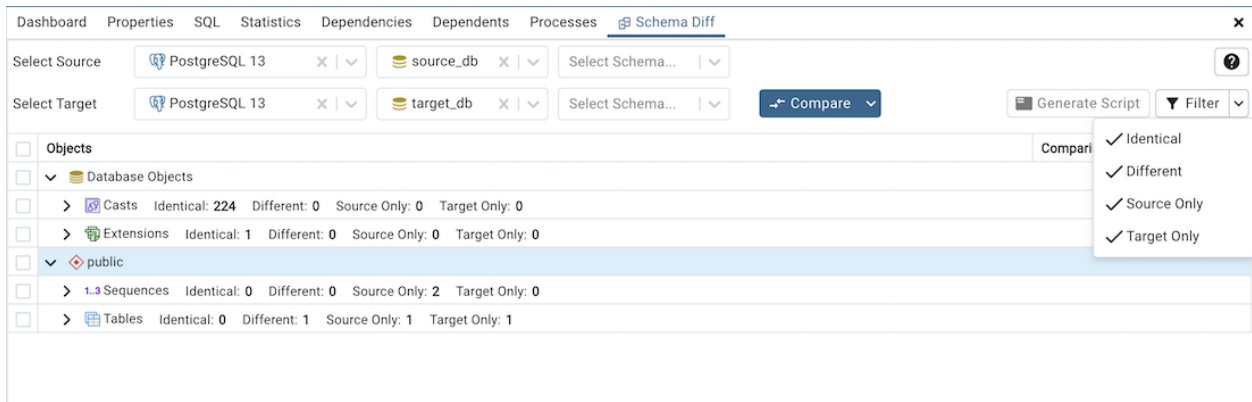 Dashboard Properties SQL Statistics Dependencies Dependents Processes Schema Diff
Select Source PostgreSQL 13 source_db Select Schema...
Select Target PostgreSQL 13 target_db Select Schema... Compare Generate Script Filter
Objects Compari
Identical
Different
Source Only
Target Only
Database Objects
Casts Identical: 224 Different: 0 Source Only: 0 Target Only: 0
Extensions Identical: 1 Different: 0 Source Only: 0 Target Only: 0
public
1..3 Sequences Identical: 0 Different: 0 Source Only: 2 Target Only: 0
Tables Identical: 0 Different: 1 Source Only: 1 Target Only: 1